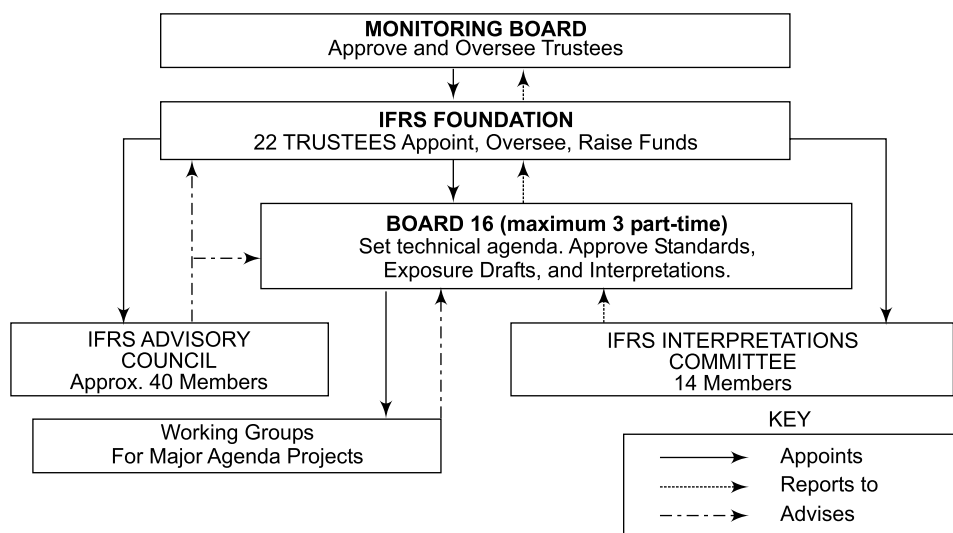 MONITORING BOARD
Approve and Oversee Trustees
IFRS FOUNDATION
22 TRUSTEES Appoint, Oversee, Raise Funds
BOARD 16 (maximum 3 part-time)
Set technical agenda. Approve Standards,
Exposure Drafts, and Interpretations.
IFRS ADVISORY
COUNCIL
Approx. 40 Members
IFRS INTERPRETATIONS
COMMITTEE
14 Members
Working Groups
For Major Agenda Projects
KEY
Appoints
Reports to
Advises